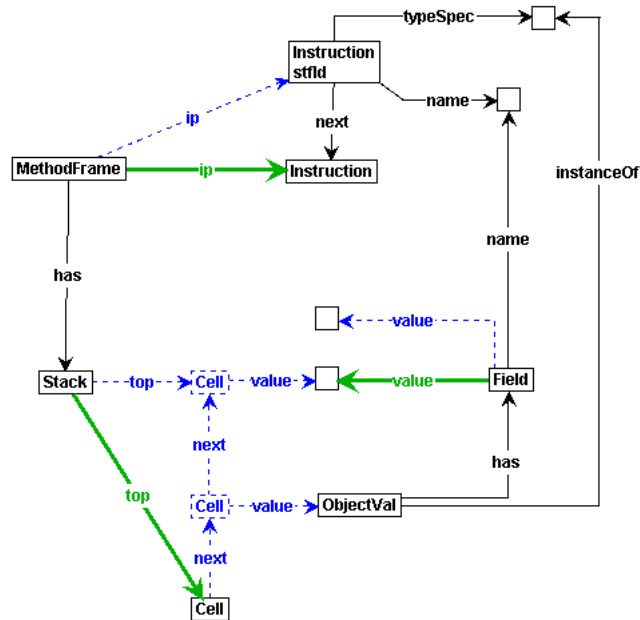 typeSpec
Instruction
stfld
name
ip
next
MethodFrame
ip
Instruction
instanceOf
name
has
value
Stack
top
Cell
value
value
Field
next
has
top
Cell
value
ObjectVal
next
Cell